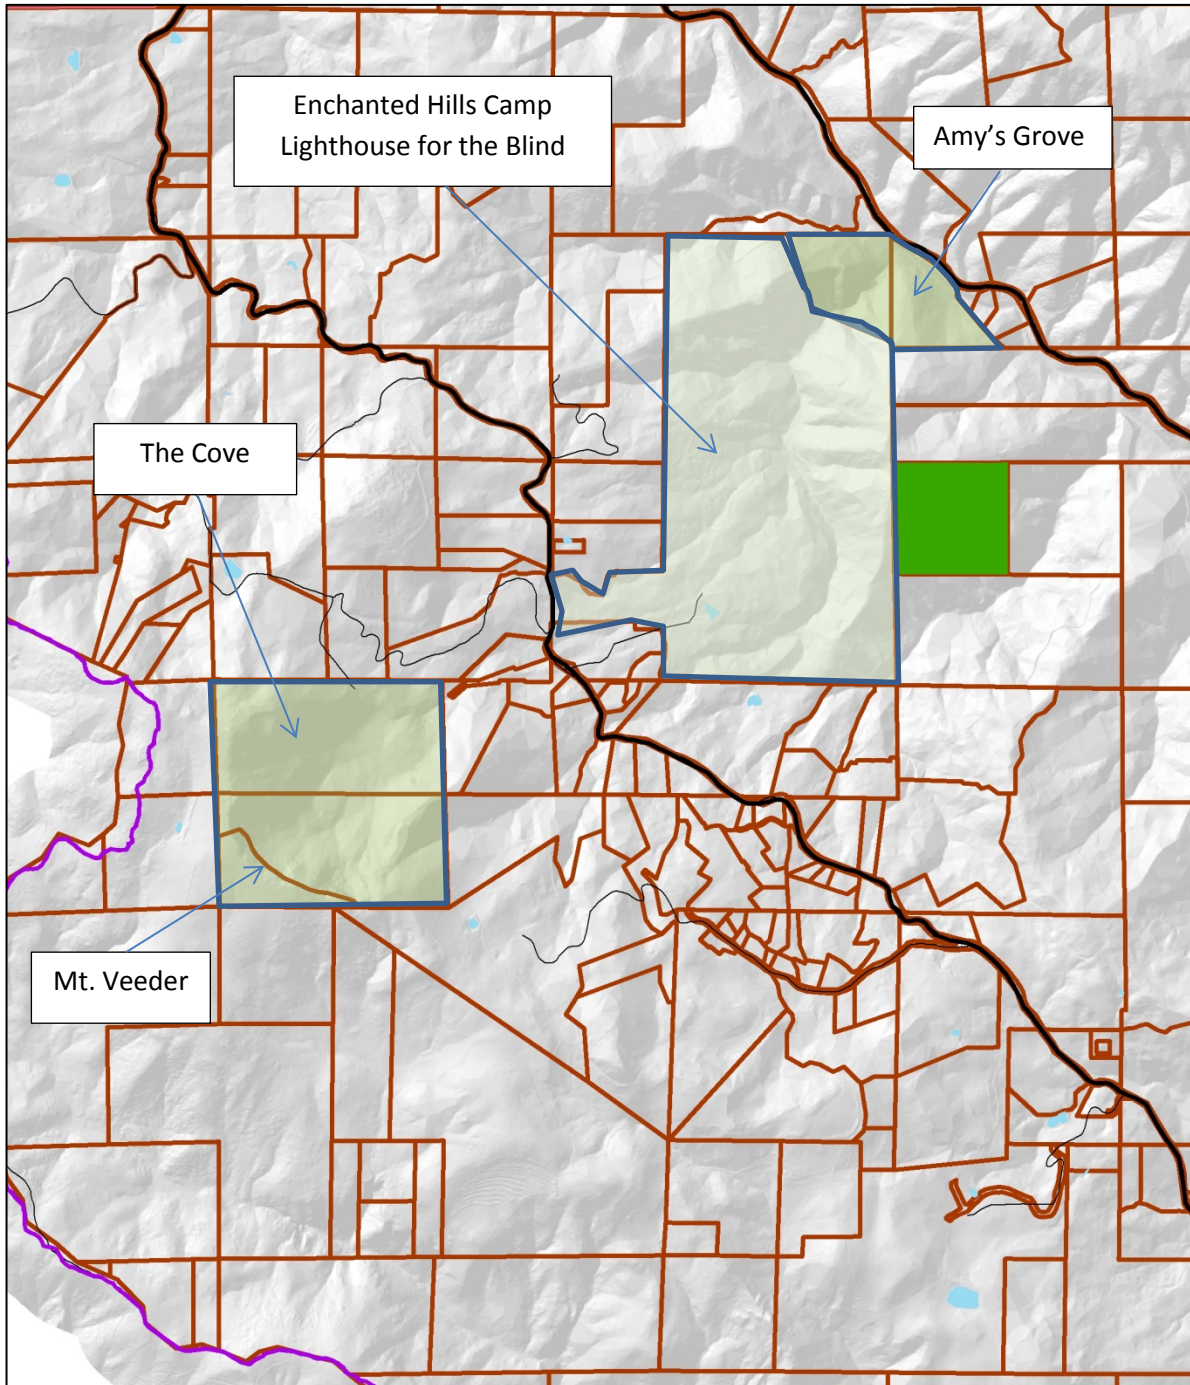 Enchanted Hills Camp
Lighthouse for the Blind
Amy’s Grove
The Cove
Mt. Veeder